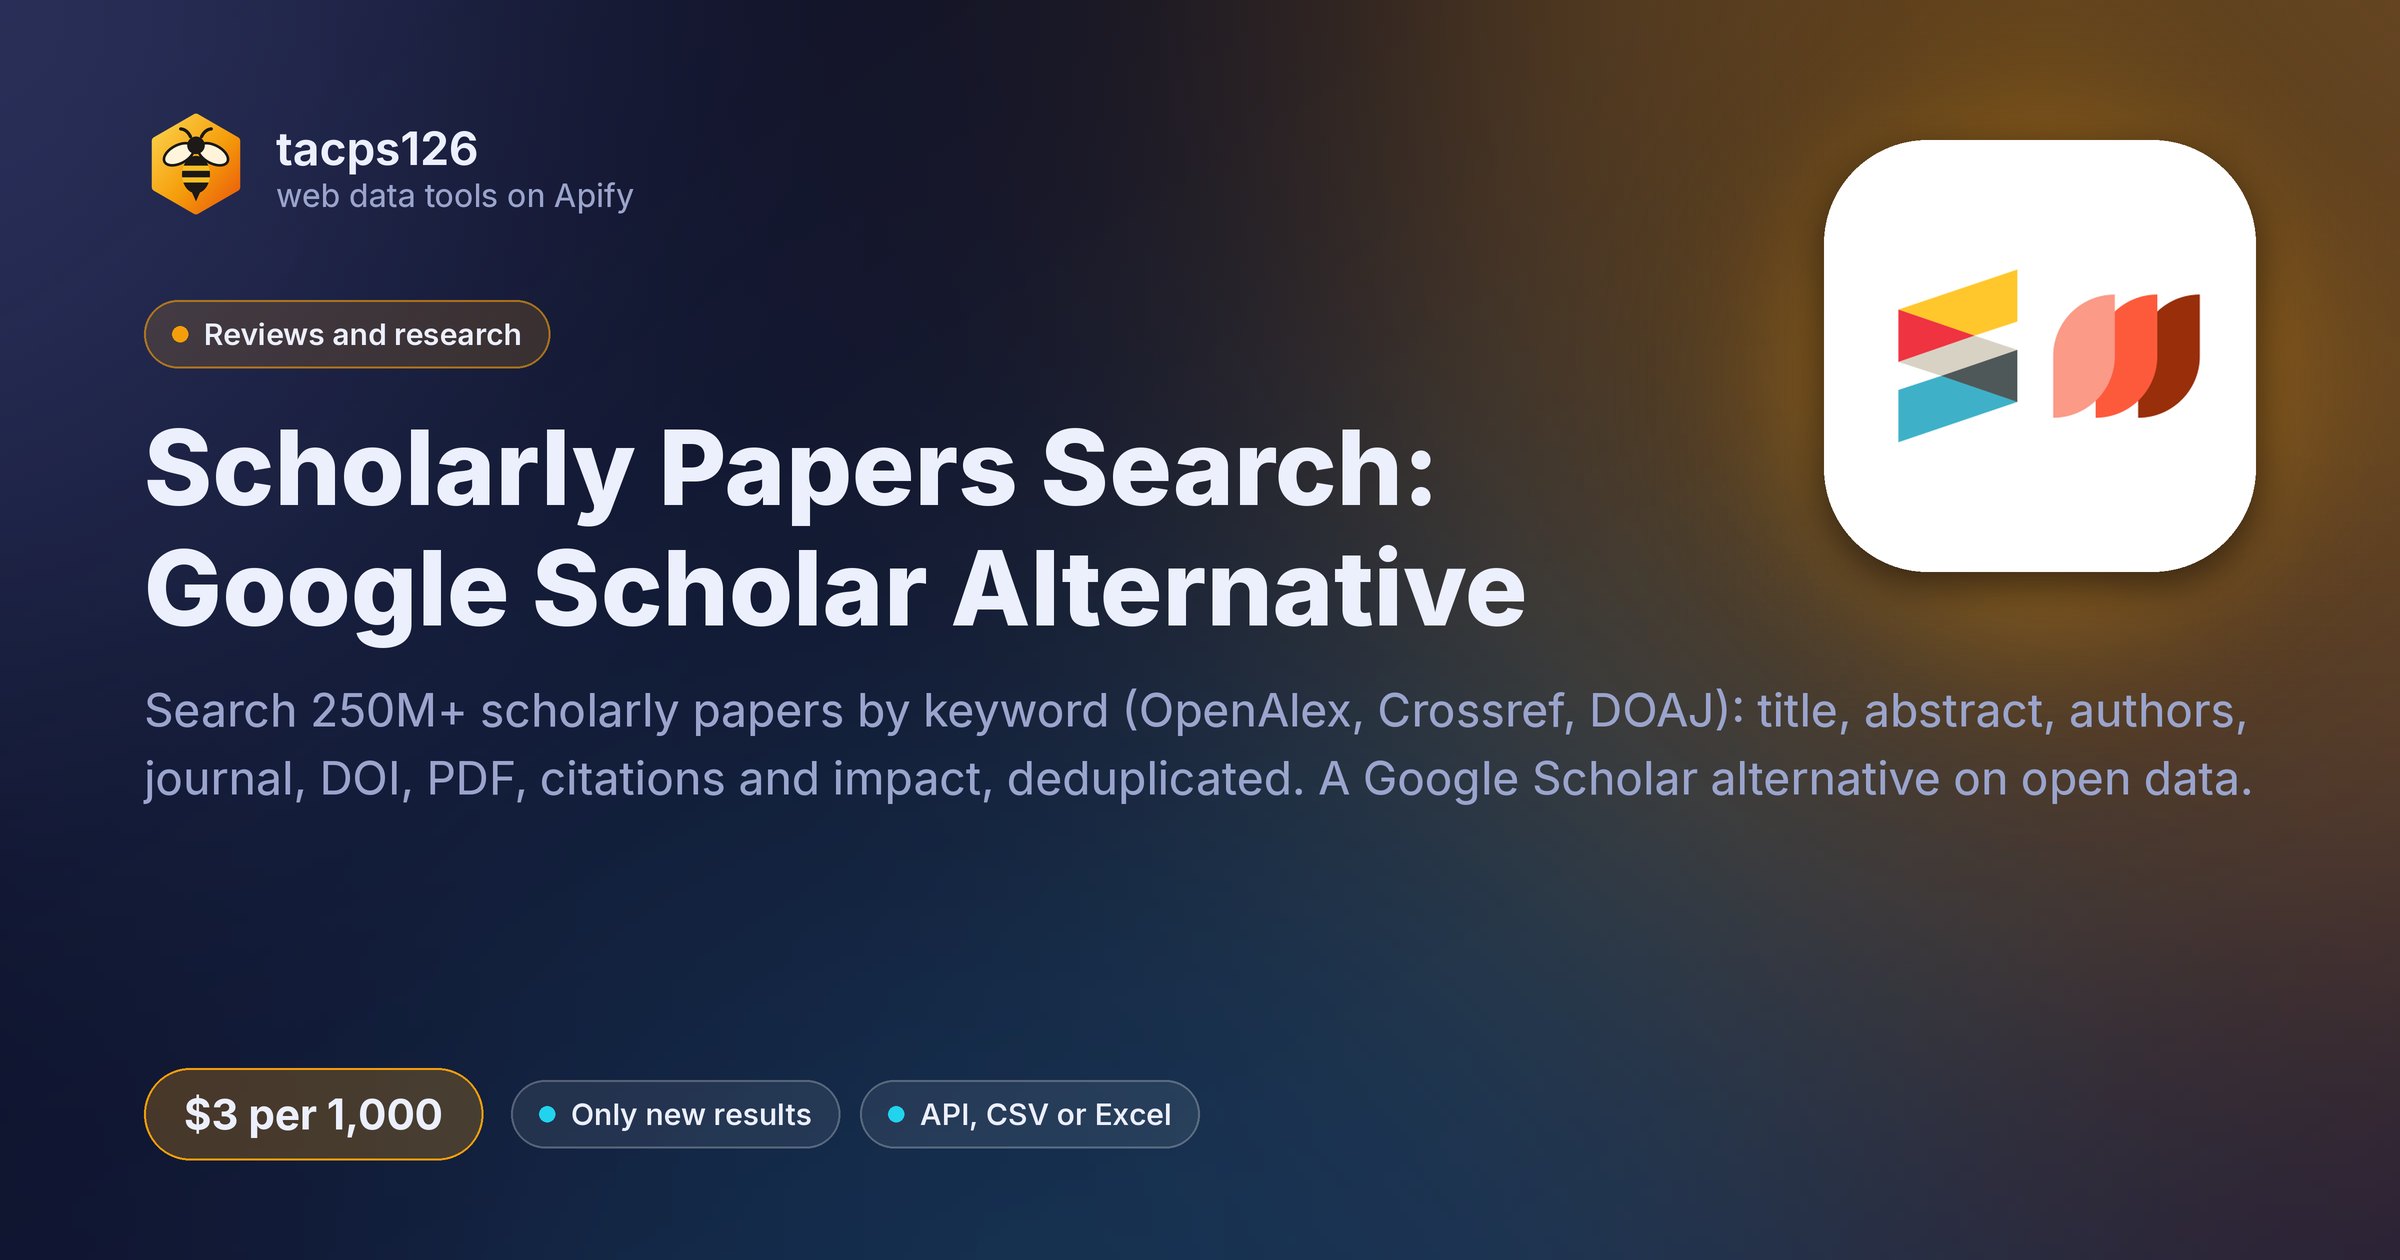 tacps126
web data tools on Apify
Reviews and research
Scholarly Papers Search:
Google Scholar Alternative
Search 250M+ scholarly papers by keyword (OpenAlex, Crossref, DOAJ): title, abstract, authors,
journal, DOI, PDF, citations and impact, deduplicated. A Google Scholar alternative on open data.
$3 per 1,000
Only new results
API, CSV or Excel